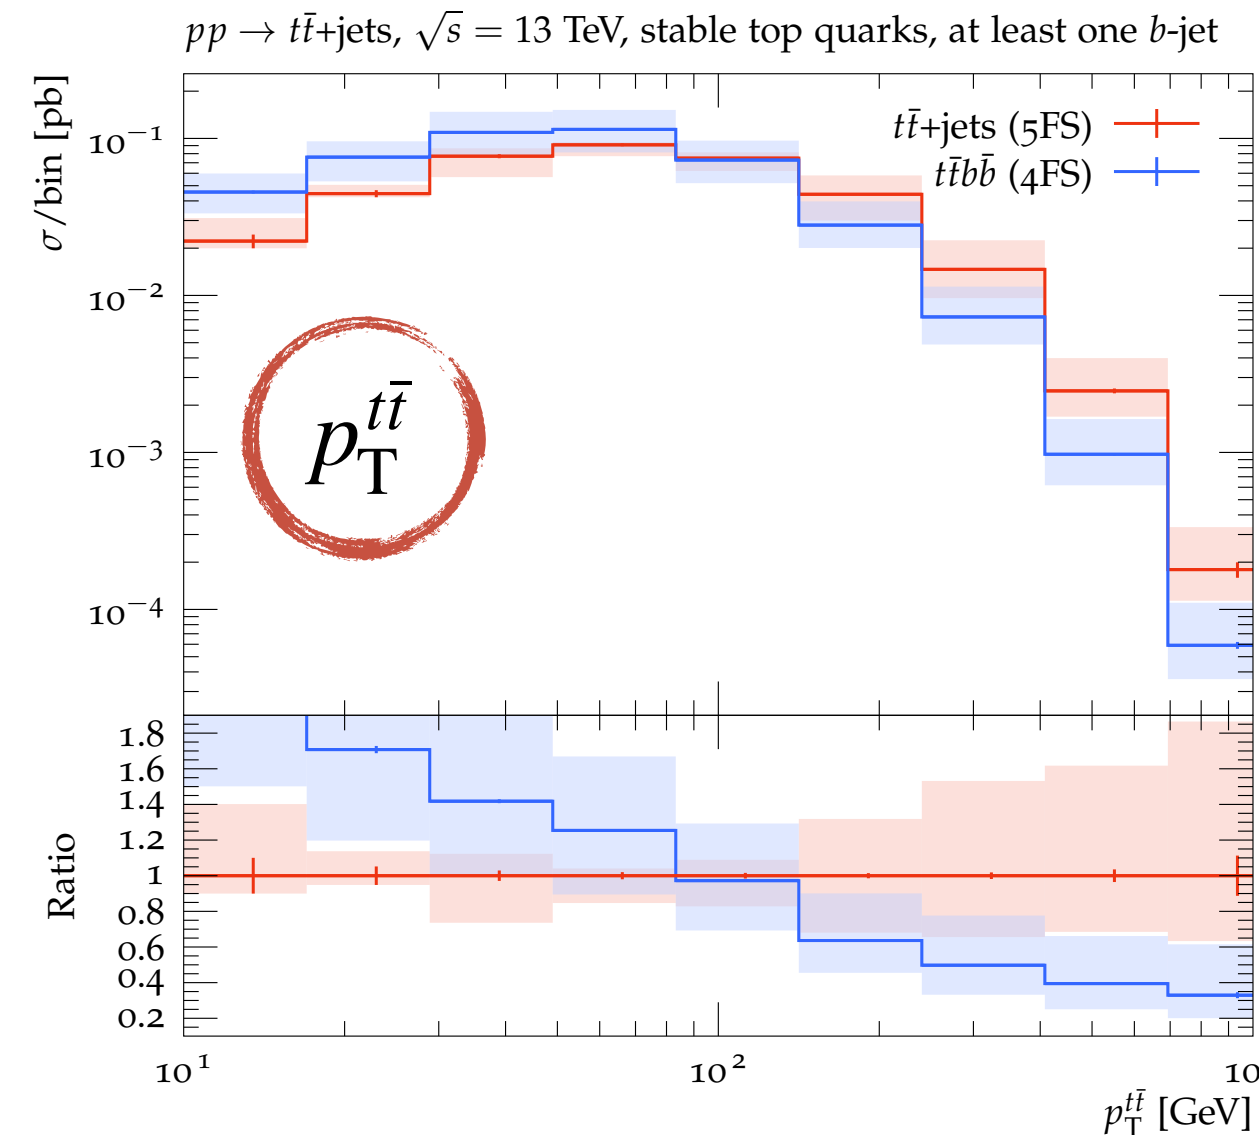 pp → tt̄+jets, √s = 13 TeV, stable top quarks, at least one b-jet
σ/bin [pb]
tt̄+jets (5FS)
tt̄bb̄ (4FS)
10⁻¹
10⁻²
10⁻³
10⁻⁴
p_T^{tt̄}
Ratio
1.8
1.6
1.4
1.2
1
0.8
0.6
0.4
0.2
10¹ 10² 10
p_T^{tt̄} [GeV]